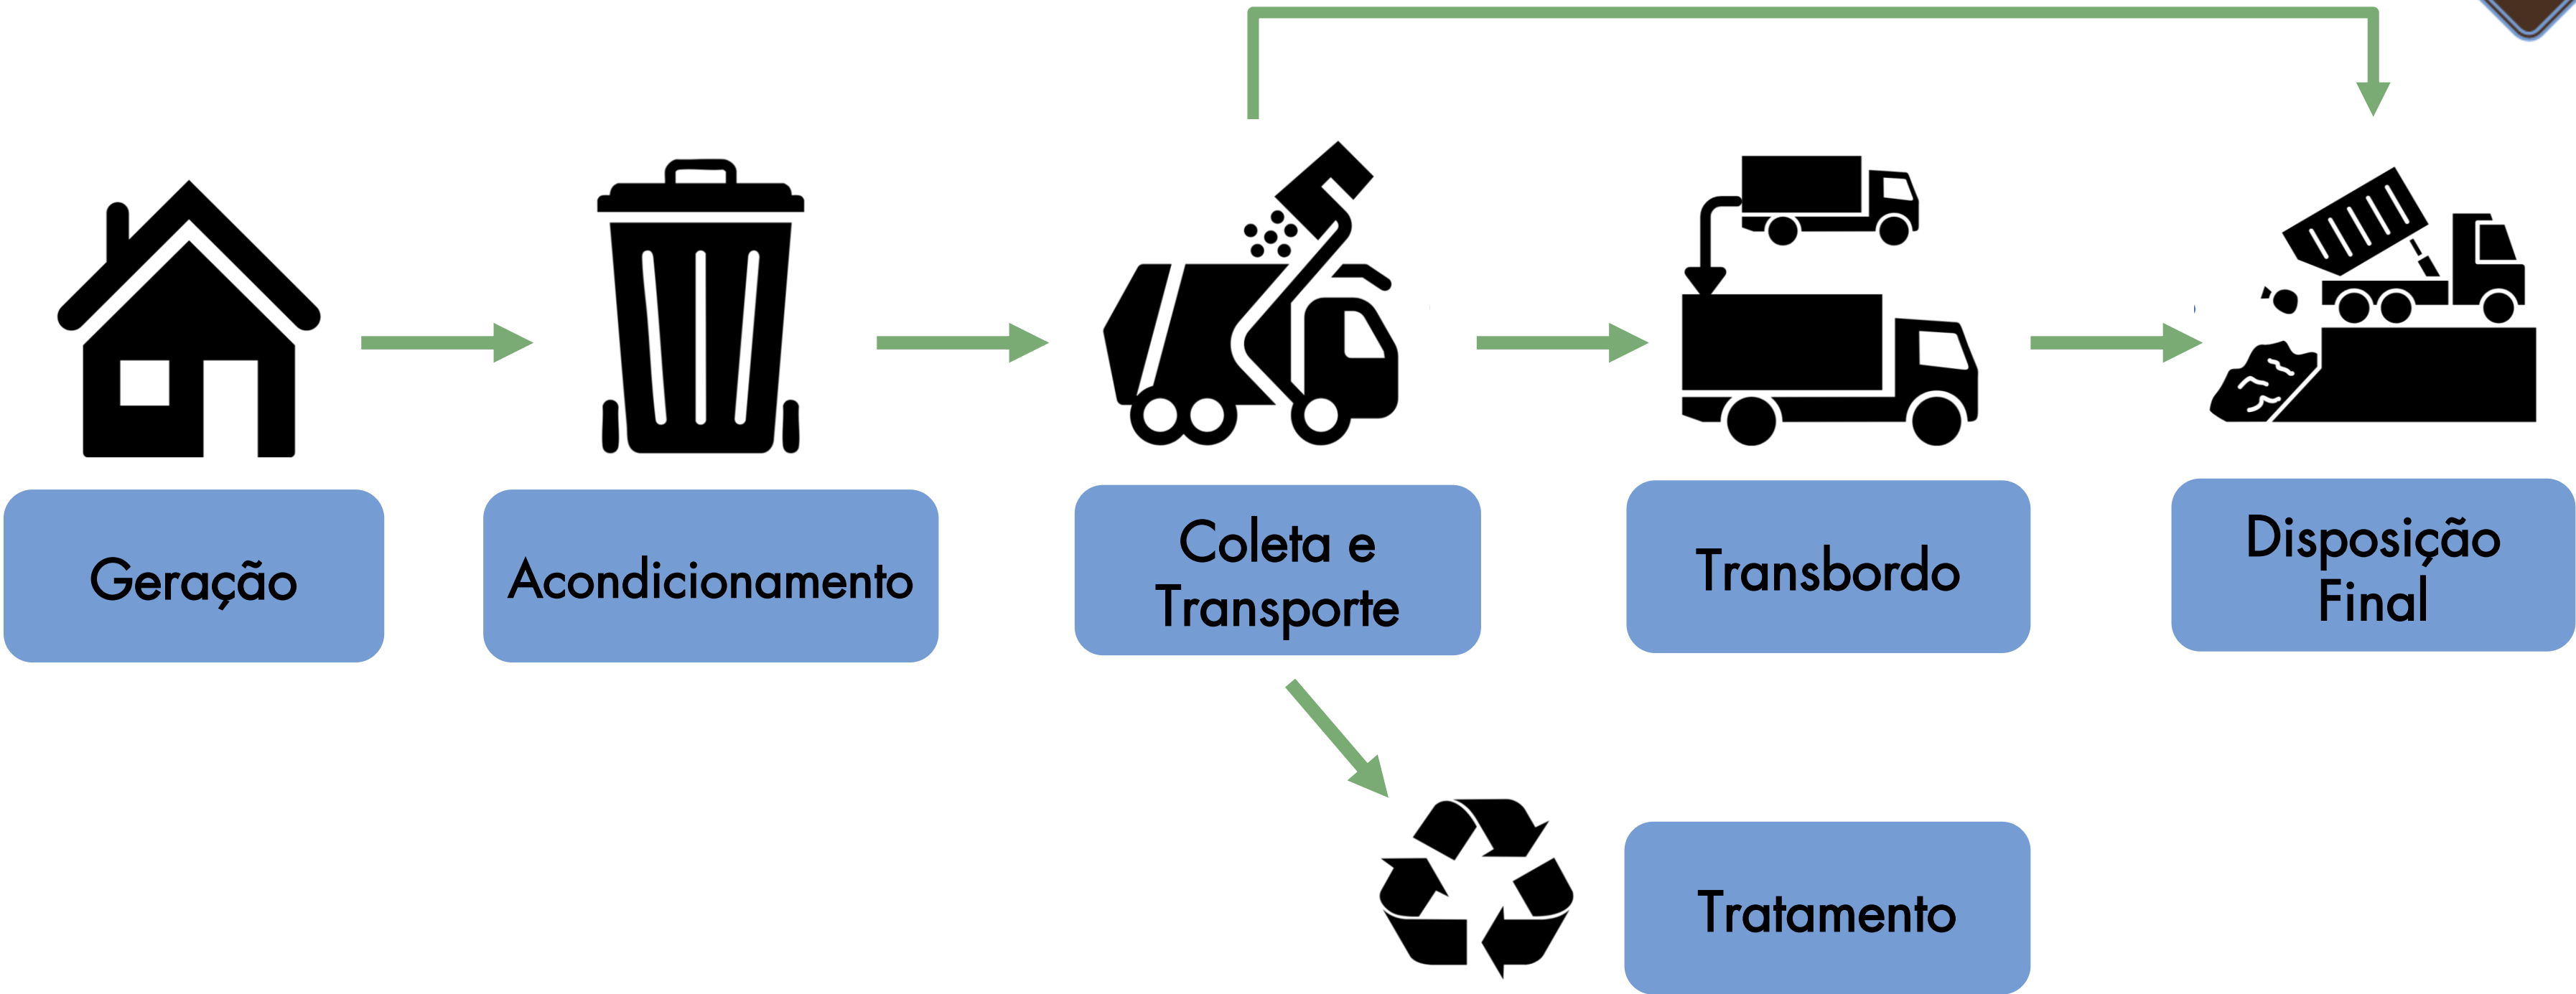 Geração
Acondicionamento
Coleta e
Transporte
Transbordo
Disposição
Final
Tratamento